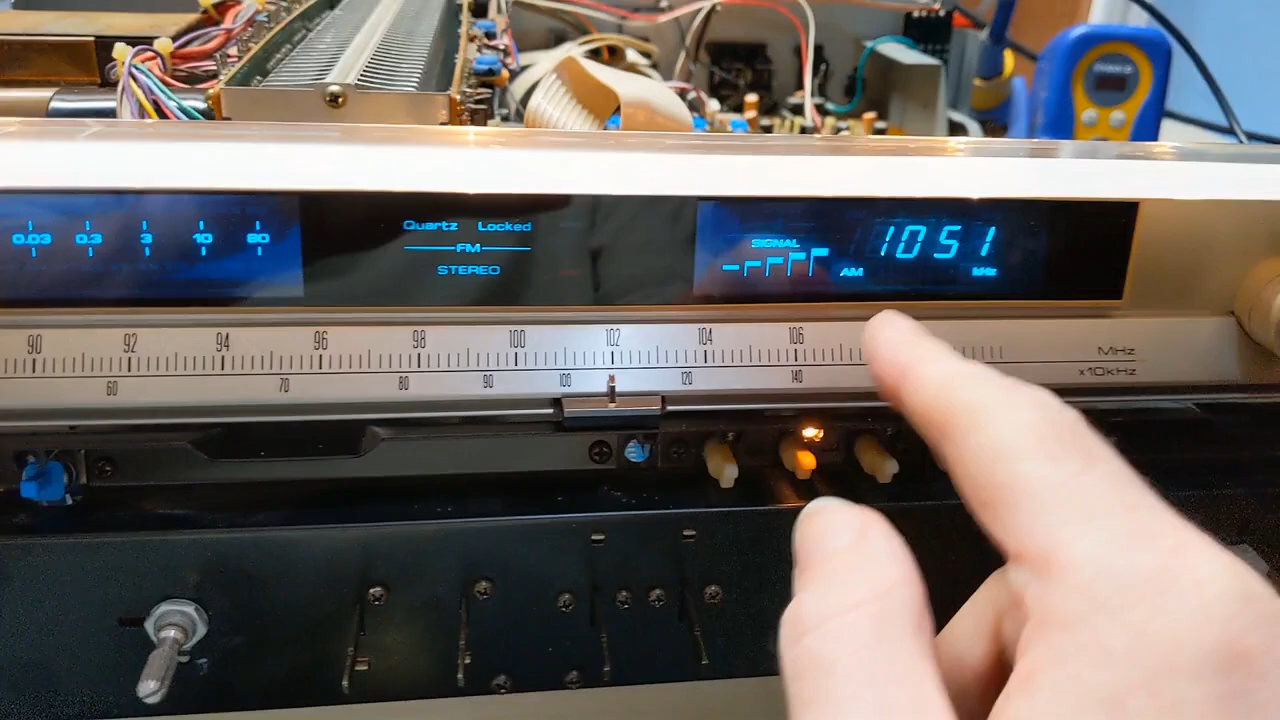 0.03 0.3 3 10 80
Quartz Locked
FM
STEREO
SIGNAL
AM 1051 kHz
90 92 94 96 98 100 102 104 106 MHz
60 70 80 90 100 120 140 x10kHz